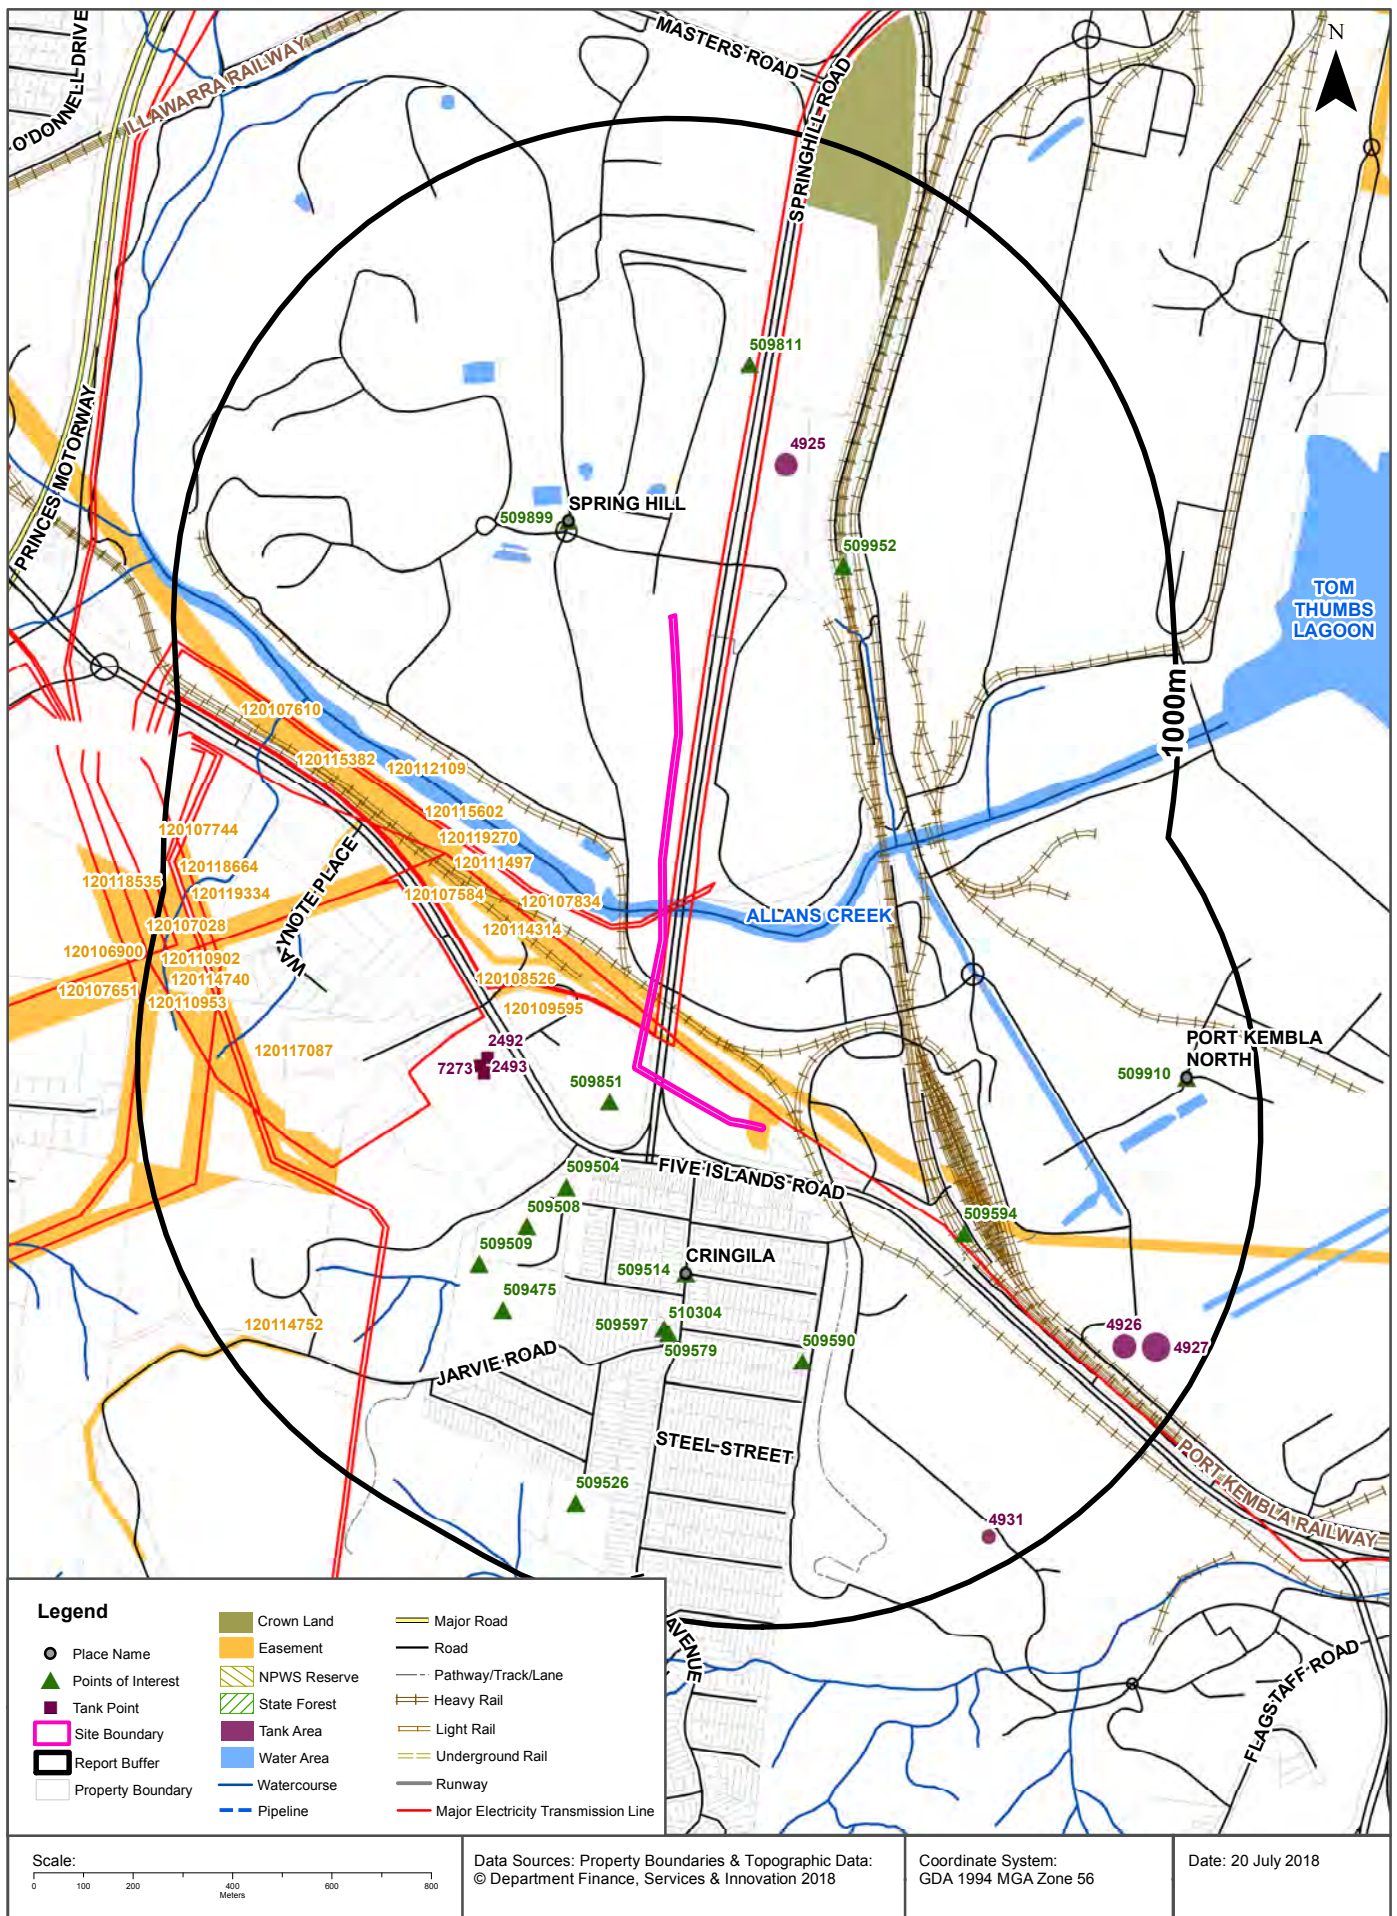 MASTERS ROAD
N
O'DONNELL DRIVE
ILLAWARRA RAILWAY
SPRINGHILL ROAD
509811
PRINCES MOTORWAY
4925
SPRING HILL
509899
509952
TOM
THUMBS
LAGOON
1000m
120107610
120115382
120112109
120115602
120119270
120111497
120107744
120118664
120118535
120119334
WAYNOTE PLACE
120107584
120107834
ALLANS CREEK
120107028
120114314
120106900
120110902
120114740
120107651
120110953
120108526
120109595
120117087
2492
7273
2493
509851
PORT KEMBLA
NORTH
509910
FIVE ISLANDS ROAD
509504
509508
509509
509594
CRINGILA
509514
509475
510304
509597
509579
509590
4926
4927
120114752
JARVIE ROAD
STEEL STREET
509526
PORT KEMBLA RAILWAY
4931
AVENUE
FLAGSTAFF ROAD
Legend
Place Name
Points of Interest
Tank Point
Site Boundary
Report Buffer
Property Boundary
Crown Land
Easement
NPWS Reserve
State Forest
Tank Area
Water Area
Watercourse
Pipeline
Major Road
Road
Pathway/Track/Lane
Heavy Rail
Light Rail
Underground Rail
Runway
Major Electricity Transmission Line
Scale:
0 100 200 400 600 800
Meters
Data Sources: Property Boundaries & Topographic Data:
© Department Finance, Services & Innovation 2018
Coordinate System:
GDA 1994 MGA Zone 56
Date: 20 July 2018